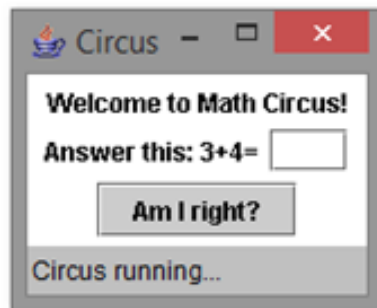 Circus
Welcome to Math Circus!
Answer this: 3+4=
Am I right?
Circus running...